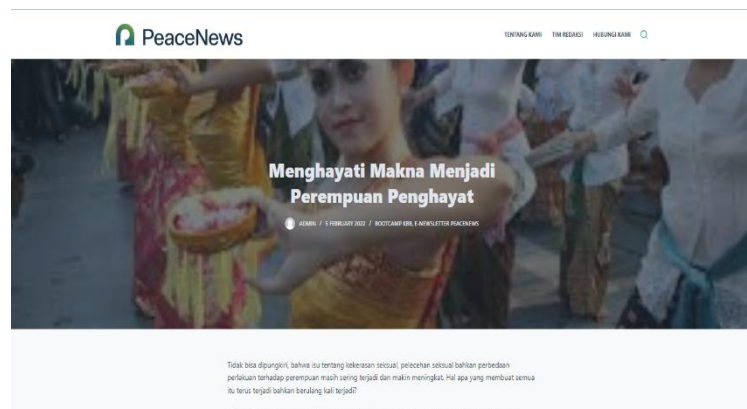 PeaceNews
TENTANG KAMI TIM REDAKSI HUBUNGI KAMI
Menghayati Makna Menjadi
Perempuan Penghayat
ADMIN / 5 FEBRUARY 2022 / BOOTCAMP KBB, E-NEWSLETTER PEACENEWS
Tidak bisa dipungkiri, bahwa isu tentang kekerasan seksual, pelecehan seksual bahkan perbedaan
perlakuan terhadap perempuan masih sering terjadi dan makin meningkat. Hal apa yang membuat semua
itu terus terjadi bahkan berulang kali terjadi?